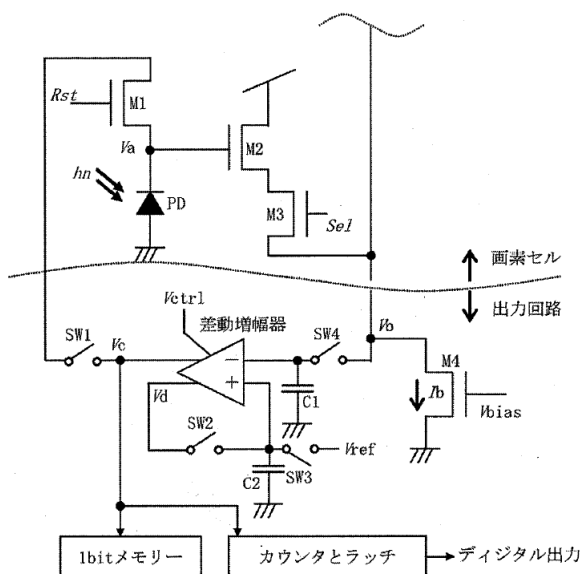 Rst
M1
Va
M2
hn
PD
M3
Sel
画素セル
出力回路
Vctrl
差動増幅器
SW1
Vc
SW4
Vo
M4
−
+
Vd
C1
Ib
Vbias
SW2
Vref
C2
SW3
1bitメモリー
カウンタとラッチ
ディジタル出力